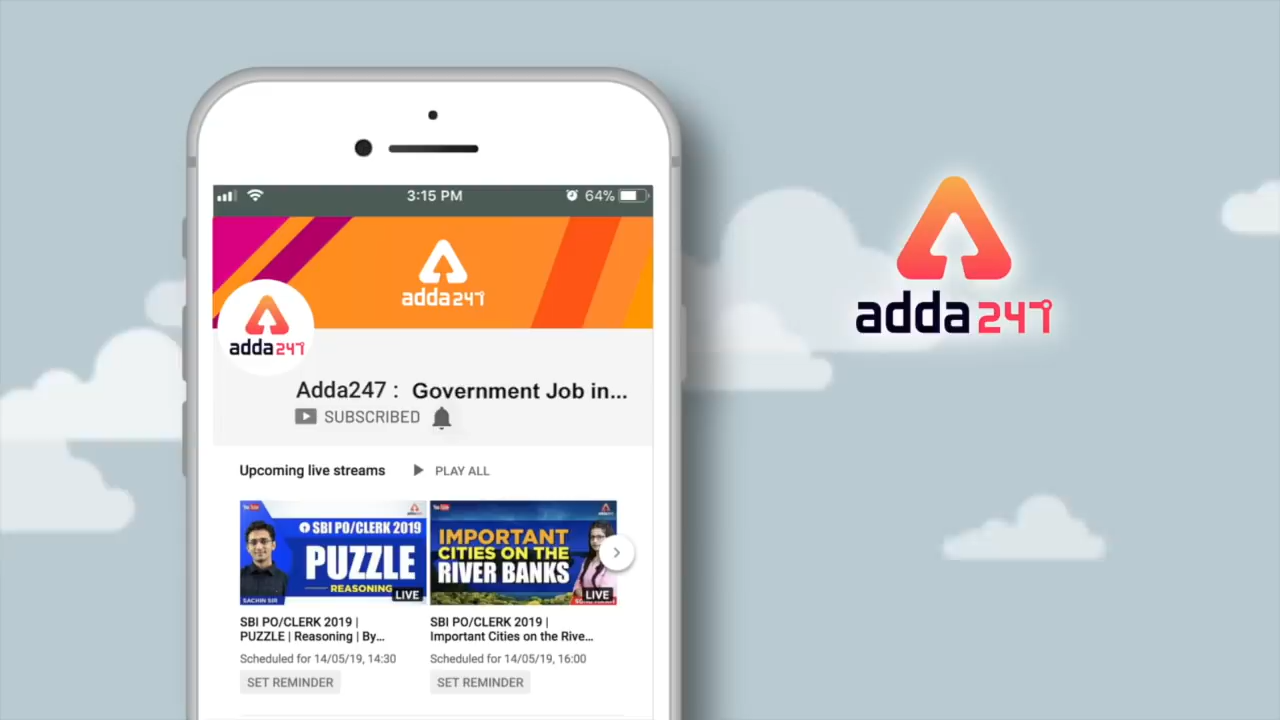 3:15 PM
64%
adda247
adda247
adda247
Adda247 : Government Job in...
SUBSCRIBED
Upcoming live streams
PLAY ALL
YouTube
SBI PO/CLERK 2019
PUZZLE
REASONING
LIVE
SACHIN SIR
IMPORTANT
CITIES ON THE
RIVER BANKS
LIVE
SBI PO/CLERK 2019 |
PUZZLE | Reasoning | By...
Scheduled for 14/05/19, 14:30
SET REMINDER
SBI PO/CLERK 2019 |
Important Cities on the Rive...
Scheduled for 14/05/19, 16:00
SET REMINDER